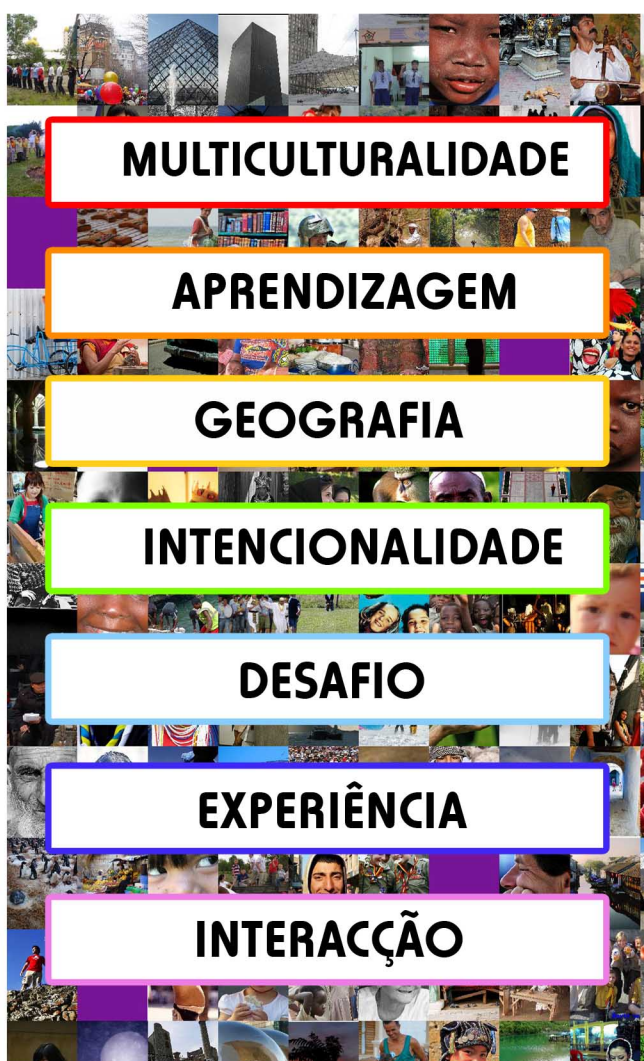 MULTICULTURALIDADE
APRENDIZAGEM
GEOGRAFIA
INTENCIONALIDADE
DESAFIO
EXPERIÊNCIA
INTERACÇÃO